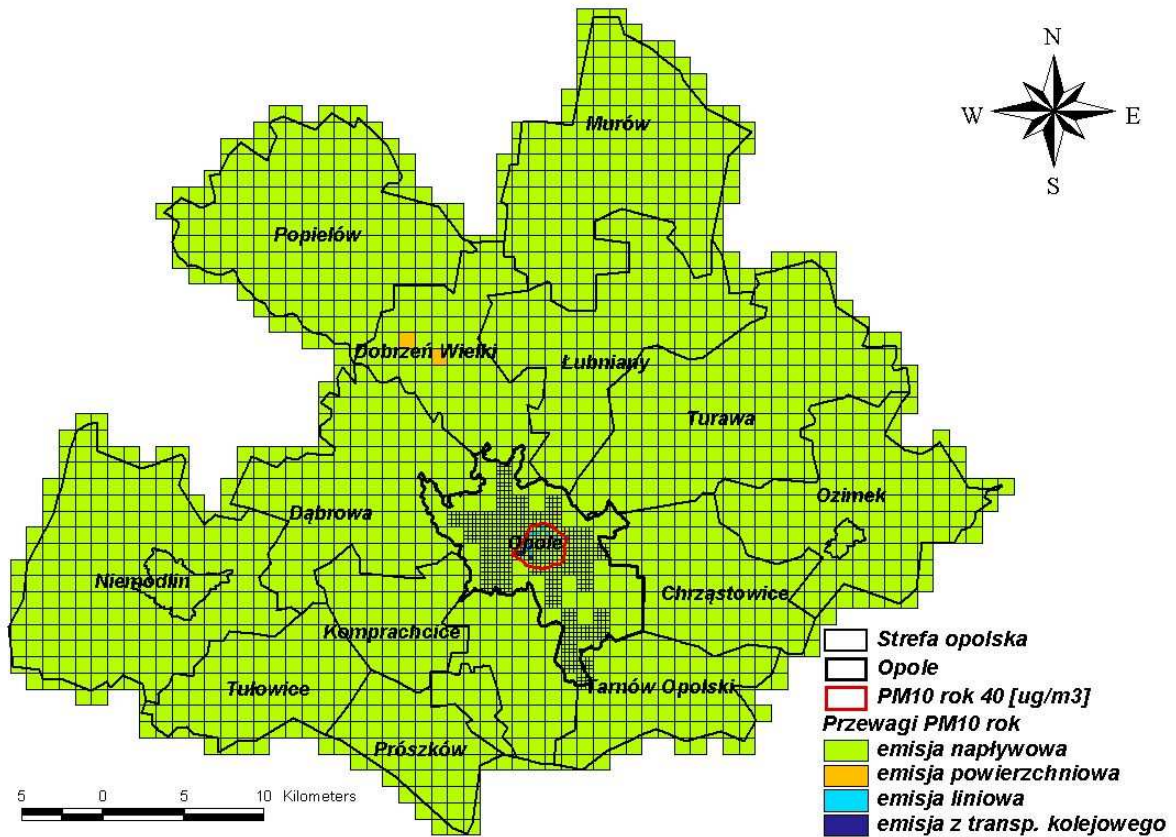 N
W E
S
Murów
Popielów
Dobrzeń Wielki
Łubniany
Turawa
Ozimek
Dąbrowa
Opole
Niemodlin
Chrząstowice
Komprachcice
Tułowice
Tarnów Opolski
Prószków
Strefa opolska
Opole
PM10 rok 40 [ug/m3]
Przewagi PM10 rok
emisja napływowa
emisja powierzchniowa
emisja liniowa
emisja z transp. kolejowego
5 0 5 10 Kilometers